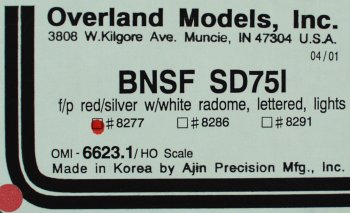 Overland Models, Inc.
3808 W.Kilgore Ave. Muncie, IN 47304 U.S.A.
04/01
BNSF SD75I
f/p red/silver w/white radome, lettered, lights
#8277 #8286 #8291
OMI - 6623.1/HO Scale
Made in Korea by Ajin Precision Mfg., Inc.